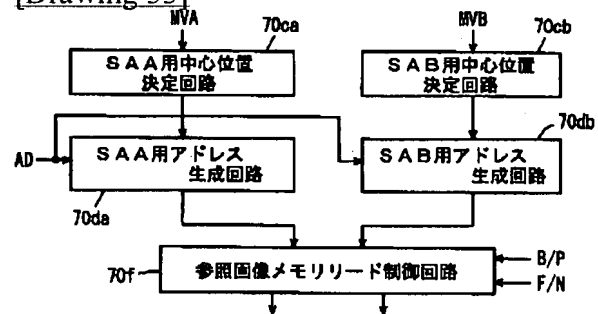 MVA
70ca
MVB
70cb
SAA用中心位置
決定回路
SAB用中心位置
決定回路
70db
AD
SAA用アドレス
生成回路
SAB用アドレス
生成回路
70da
70f
参照画像メモリリード制御回路
B/P
F/N